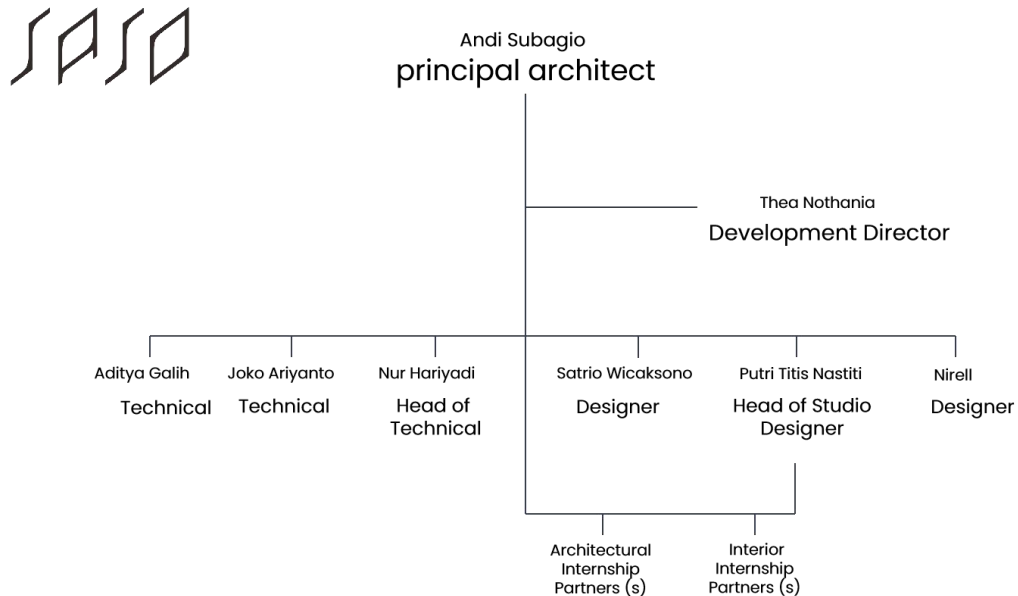 SASO
Andi Subagio
principal architect
Thea Nothania
Development Director
Aditya Galih
Technical
Joko Ariyanto
Technical
Nur Hariyadi
Head of
Technical
Satrio Wicaksono
Designer
Putri Titis Nastiti
Head of Studio
Designer
Nirell
Designer
Architectural
Internship
Partners (s)
Interior
Internship
Partners (s)